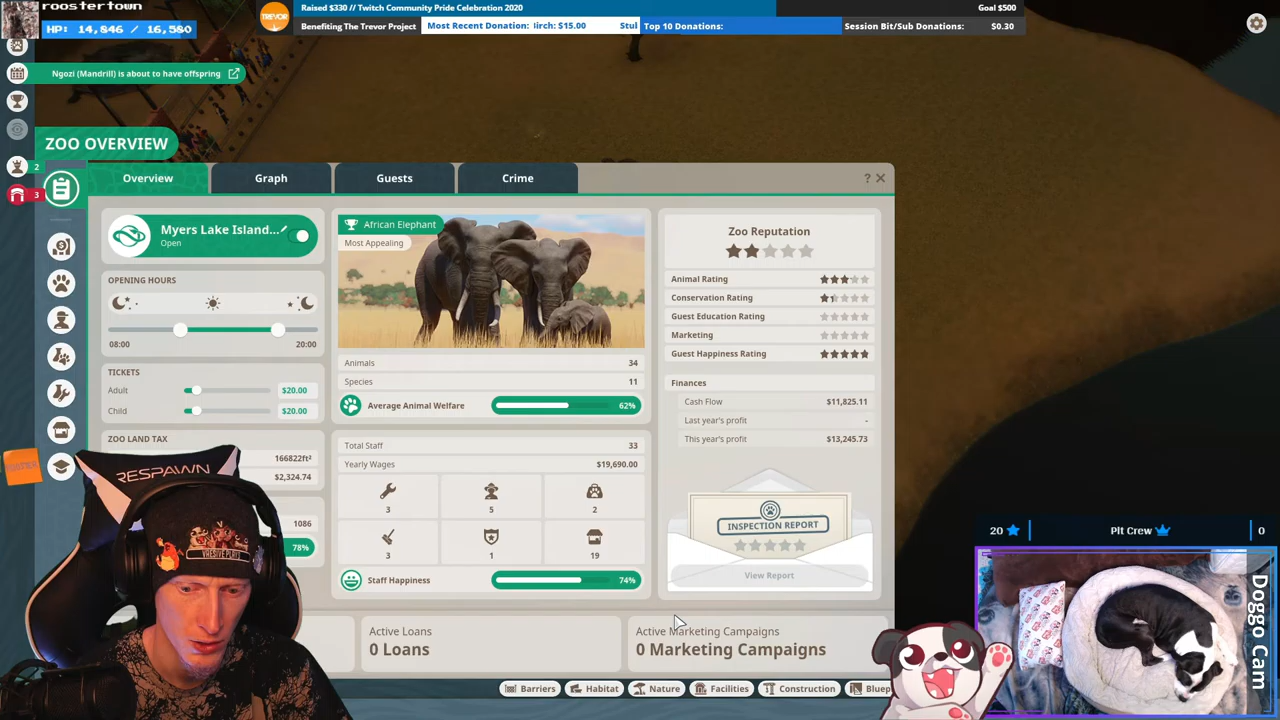 roostertown
HP: 14,846 / 16,580
TREVOR
Raised $330 // Twitch Community Pride Celebration 2020
Goal $500
Benefiting The Trevor Project
Most Recent Donation: Birch: $15.00
Stul
Top 10 Donations:
Session Bit/Sub Donations:
$0.30
Ngozi (Mandrill) is about to have offspring
2
3
ZOO OVERVIEW
Overview
Graph
Guests
Crime
?
Myers Lake Island...
Open
OPENING HOURS
08:00
20:00
TICKETS
Adult
$20.00
Child
$20.00
ZOO LAND TAX
166822ft²
$2,324.74
1086
78%
African Elephant
Most Appealing
Animals
34
Species
11
Average Animal Welfare
62%
Total Staff
33
Yearly Wages
$19,690.00
3
5
2
3
1
19
Staff Happiness
74%
Zoo Reputation
Animal Rating
Conservation Rating
Guest Education Rating
Marketing
Guest Happiness Rating
Finances
Cash Flow
$11,825.11
Last year's profit
-
This year's profit
$13,245.73
INSPECTION REPORT
View Report
Active Loans
0 Loans
Active Marketing Campaigns
0 Marketing Campaigns
Barriers
Habitat
Nature
Facilities
Construction
Bluep
RESPAWN
20
Pit Crew
0
Doggo Cam